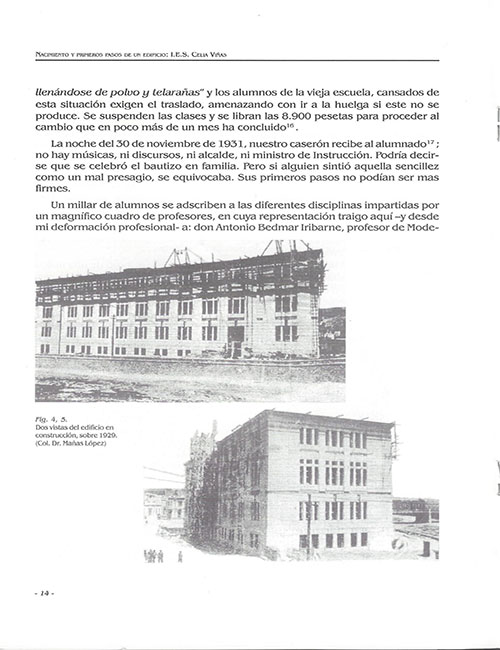 NACIMIENTO Y PRIMEROS PASOS DE UN EDIFICIO: I.E.S. CELIA VIÑAS
llenándose de polvo y telarañas" y los alumnos de la vieja escuela, cansados de
esta situación exigen el traslado, amenazando con ir a la huelga si este no se
produce. Se suspenden las clases y se libran las 8.900 pesetas para proceder al
cambio que en poco más de un mes ha concluido16.
La noche del 30 de noviembre de 1931, nuestro caserón recibe al alumnado17;
no hay músicas, ni discursos, ni alcalde, ni ministro de Instrucción. Podría decir-
se que se celebró el bautizo en familia. Pero si alguien sintió aquella sencillez
como un mal presagio, se equivocaba. Sus primeros pasos no podían ser mas
firmes.
Un millar de alumnos se adscriben a las diferentes disciplinas impartidas por
un magnífico cuadro de profesores, en cuya representación traigo aquí –y desde
mi deformación profesional- a: don Antonio Bedmar Iribarne, profesor de Mode-
Fig. 4, 5.
Dos vistas del edificio en
construcción, sobre 1929.
(Col. Dr. Mañas López)
- 14 -